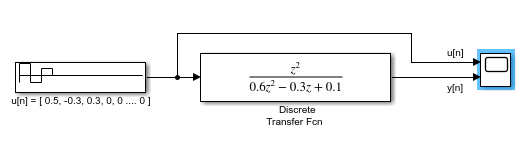 u[n]
z²
0.6z² − 0.3z + 0.1
y[n]
u[n] = [ 0.5, -0.3, 0.3, 0, 0 .... 0 ]
Discrete
Transfer Fcn